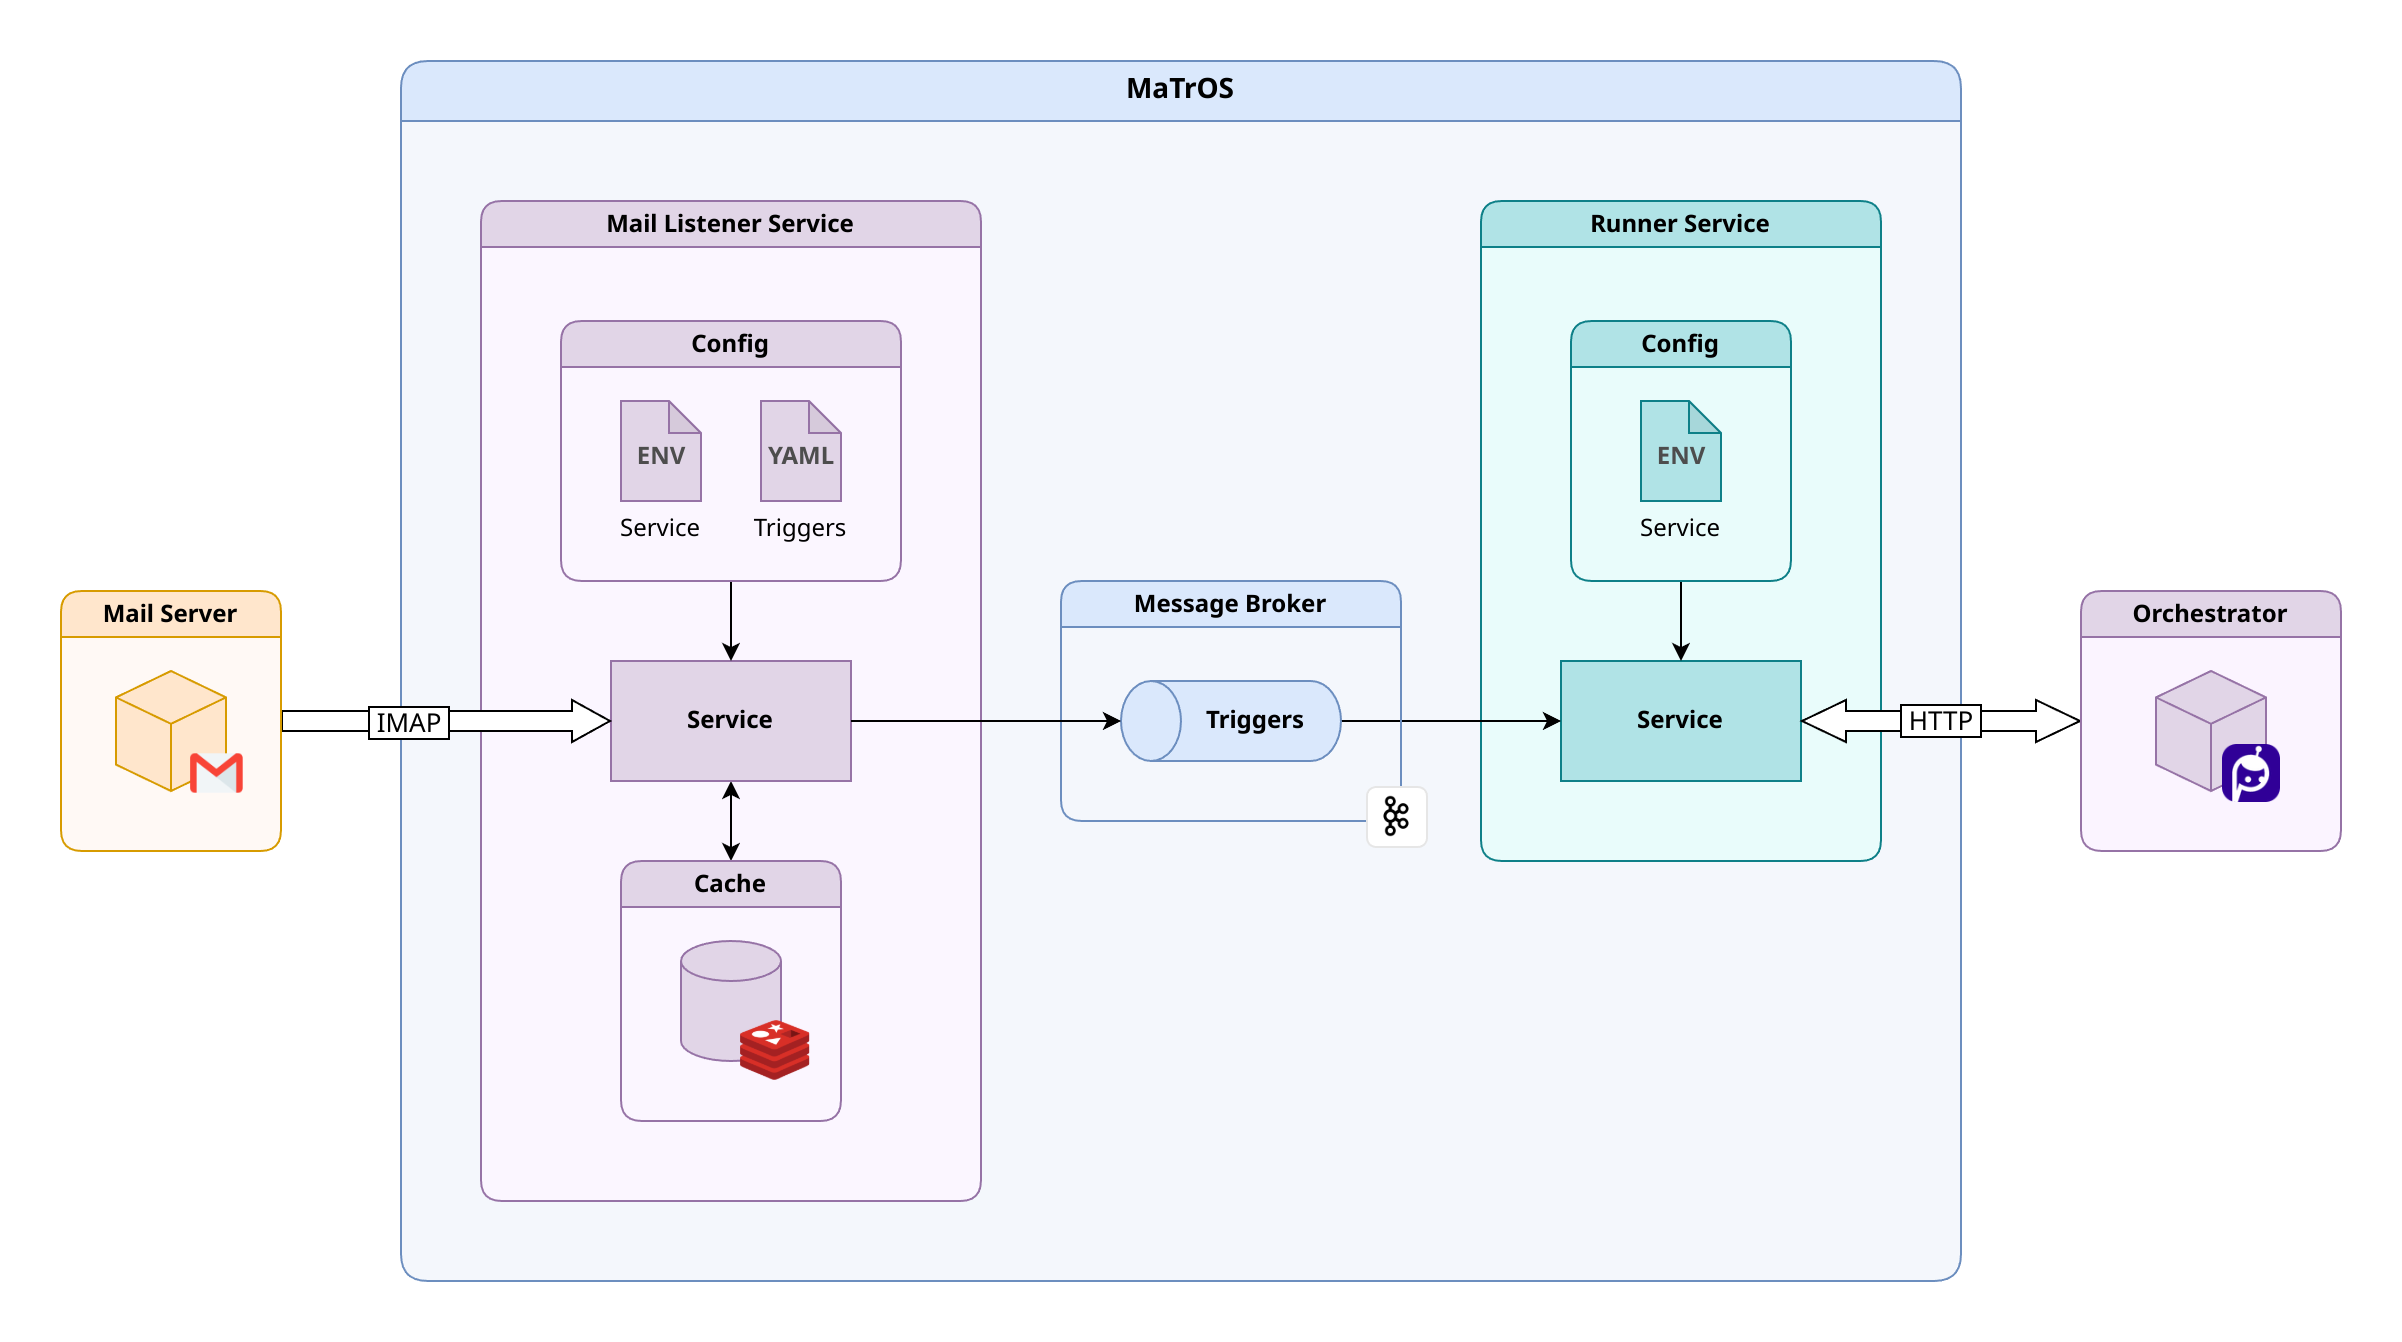 MaTrOS
Mail Listener Service
Runner Service
Config
Config
ENV
YAML
ENV
Service
Triggers
Service
Mail Server
Message Broker
Orchestrator
IMAP
Service
Triggers
Service
HTTP
Cache